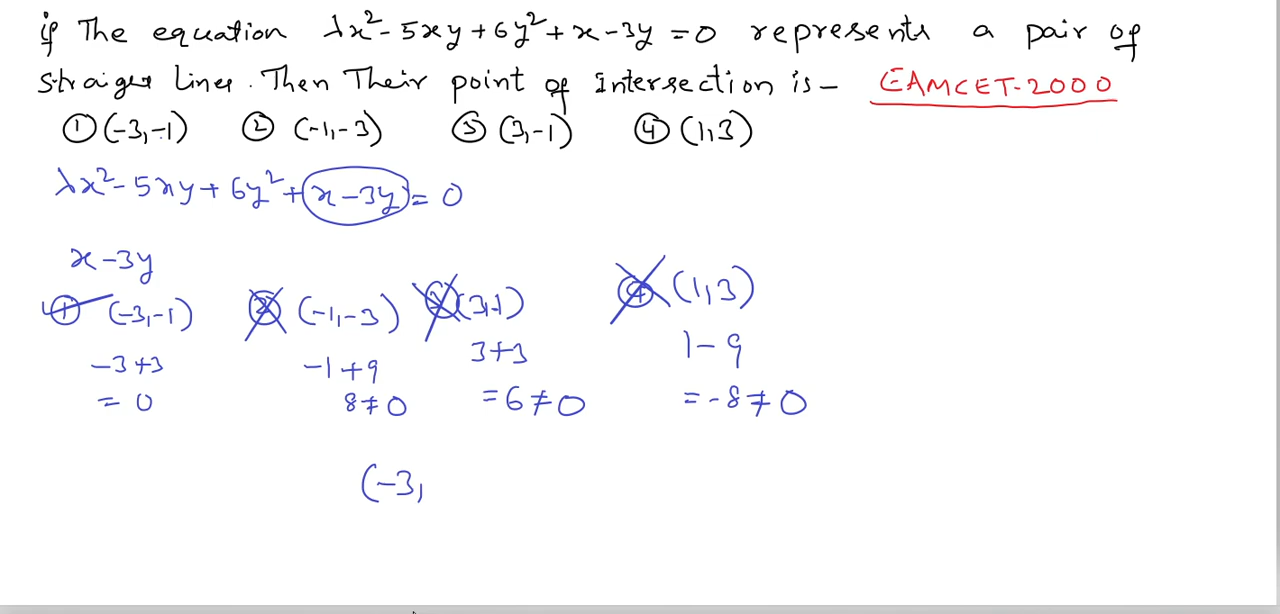 if The equation λx²-5xy+6y²+x-3y=0 represents a pair of
straight lines. Then Their point of Intersection is - EAMCET-2000
① (-3,-1) ② (-1,-3) ③ (3,-1) ④ (1,3)
λx²-5xy+6y²+x-3y=0
x-3y
① (-3,-1) ② (-1,-3) ③ (3,-1) ④ (1,3)
-3+3 -1+9 3+3 1-9
= 0 8≠0 =6≠0 =-8≠0
(-3,